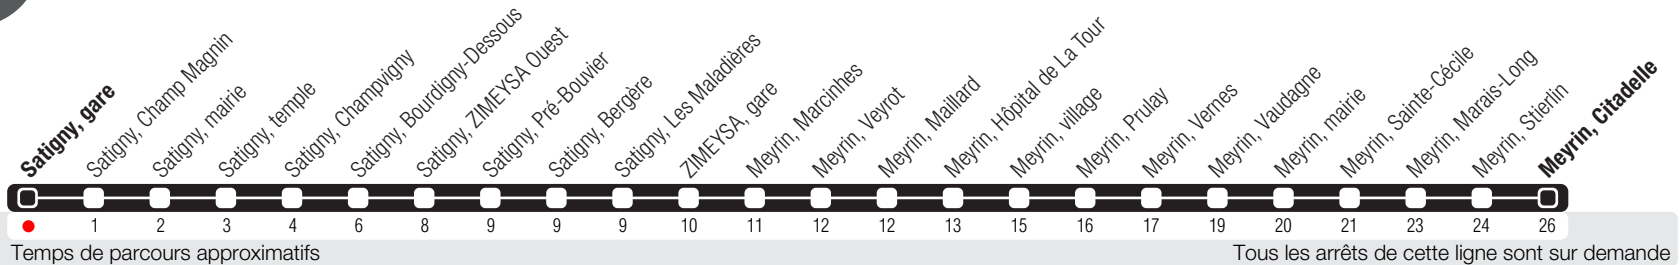 Satigny, gare
Satigny, Champ Magnin
Satigny, mairie
Satigny, temple
Satigny, Champvigny
Satigny, Bourdigny-Dessous
Satigny, ZIMEYSA Ouest
Satigny, Pré-Bouvier
Satigny, Bergère
Satigny, Les Maladières
ZIMEYSA, gare
Meyrin, Marcinhes
Meyrin, Veyrot
Meyrin, Maillard
Meyrin, Hôpital de La Tour
Meyrin, village
Meyrin, Prulay
Meyrin, Vernes
Meyrin, Vaudagne
Meyrin, mairie
Meyrin, Sainte-Cécile
Meyrin, Marais-Long
Meyrin, Stierlin
Meyrin, Citadelle
1 2 3 4 6 8 9 9 9 10 11 12 12 13 15 16 17 19 20 21 23 24 26
Temps de parcours approximatifs
Tous les arrêts de cette ligne sont sur demande